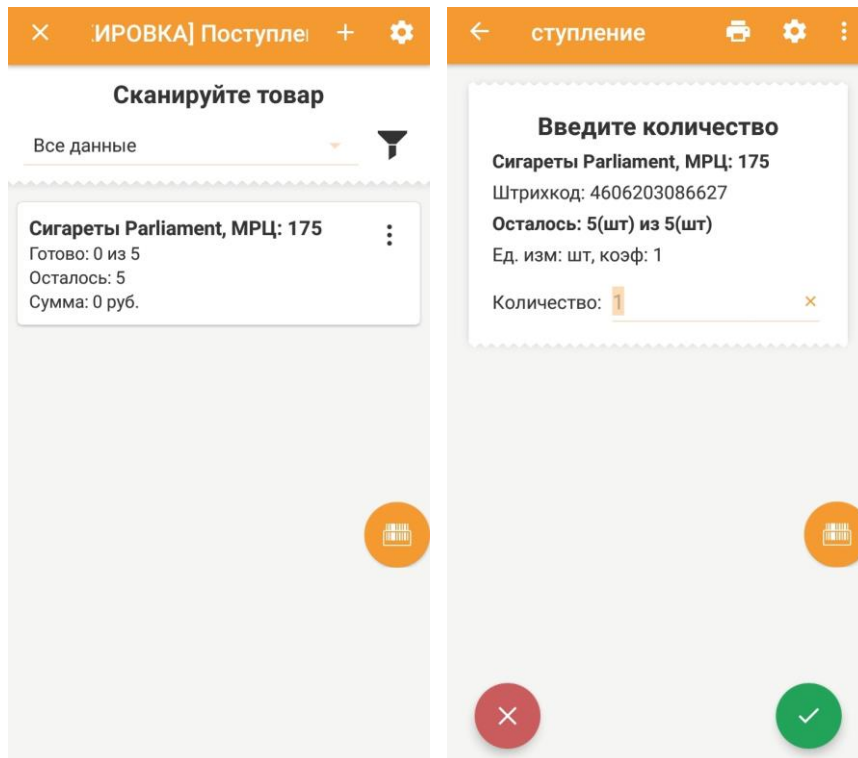 :ИРОВКА] Поступлеı
Сканируйте товар
Все данные
Сигареты Parliament, МРЦ: 175
Готово: 0 из 5
Осталось: 5
Сумма: 0 руб.
ступление
Введите количество
Сигареты Parliament, МРЦ: 175
Штрихкод: 4606203086627
Осталось: 5(шт) из 5(шт)
Ед. изм: шт, коэф: 1
Количество: 1